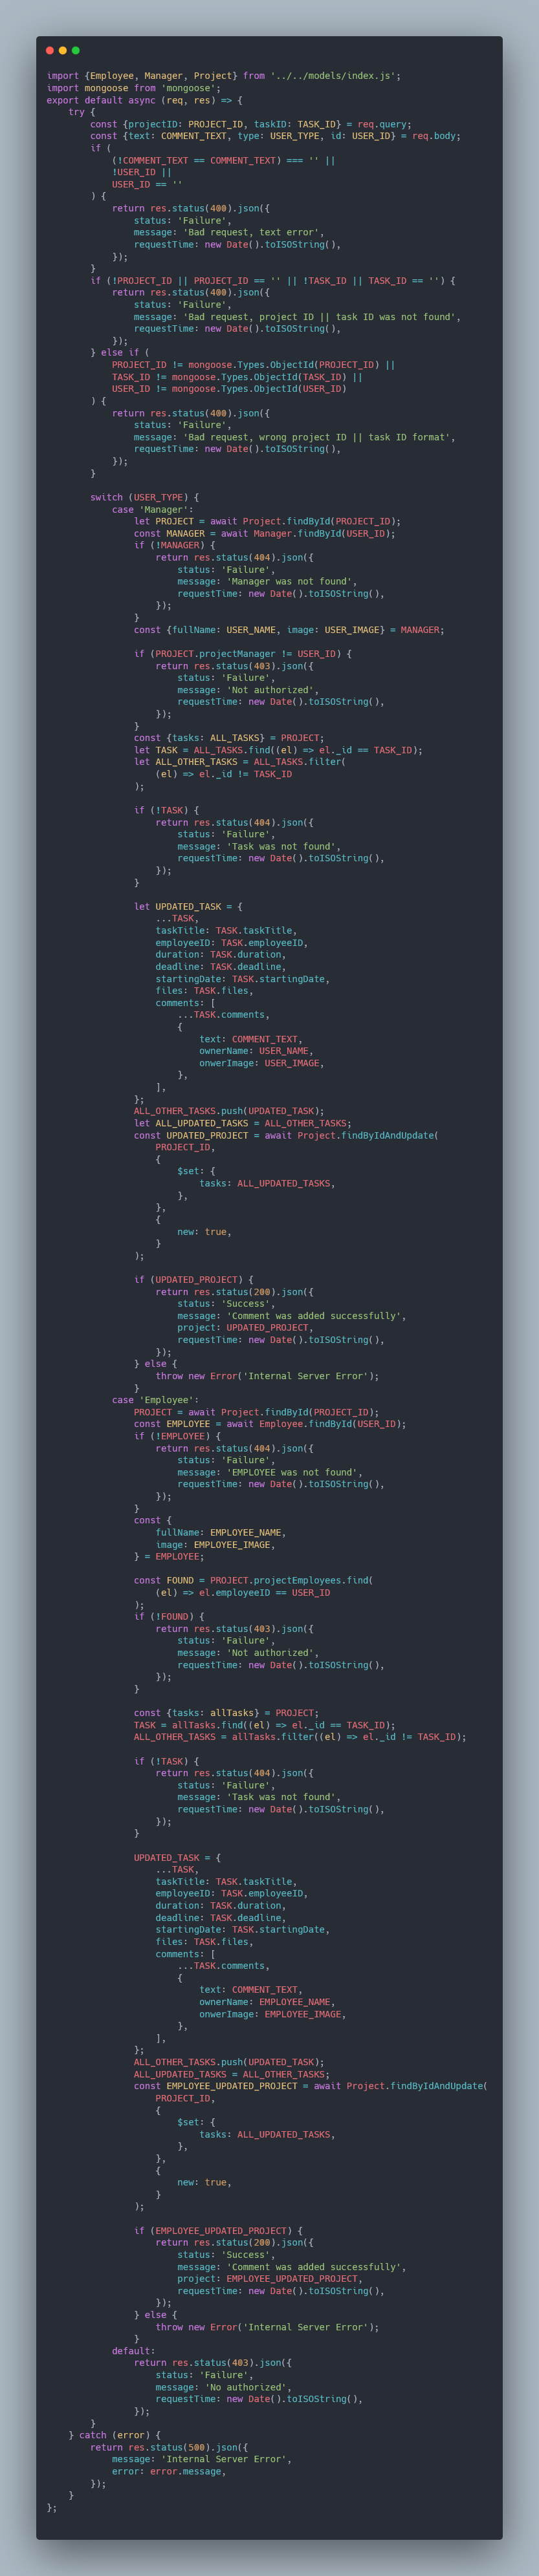 import {Employee, Manager, Project} from '../../models/index.js';
import mongoose from 'mongoose';
export default async (req, res) => {
    try {
        const {projectID: PROJECT_ID, taskID: TASK_ID} = req.query;
        const {text: COMMENT_TEXT, type: USER_TYPE, id: USER_ID} = req.body;
        if (
            (!COMMENT_TEXT == COMMENT_TEXT) === '' ||
            !USER_ID ||
            USER_ID == ''
        ) {
            return res.status(400).json({
                status: 'Failure',
                message: 'Bad request, text error',
                requestTime: new Date().toISOString(),
            });
        }
        if (!PROJECT_ID || PROJECT_ID == '' || !TASK_ID || TASK_ID == '') {
            return res.status(400).json({
                status: 'Failure',
                message: 'Bad request, project ID || task ID was not found',
                requestTime: new Date().toISOString(),
            });
        } else if (
            PROJECT_ID != mongoose.Types.ObjectId(PROJECT_ID) ||
            TASK_ID != mongoose.Types.ObjectId(TASK_ID) ||
            USER_ID != mongoose.Types.ObjectId(USER_ID)
        ) {
            return res.status(400).json({
                status: 'Failure',
                message: 'Bad request, wrong project ID || task ID format',
                requestTime: new Date().toISOString(),
            });
        }

        switch (USER_TYPE) {
            case 'Manager':
                let PROJECT = await Project.findById(PROJECT_ID);
                const MANAGER = await Manager.findById(USER_ID);
                if (!MANAGER) {
                    return res.status(404).json({
                        status: 'Failure',
                        message: 'Manager was not found',
                        requestTime: new Date().toISOString(),
                    });
                }
                const {fullName: USER_NAME, image: USER_IMAGE} = MANAGER;

                if (PROJECT.projectManager != USER_ID) {
                    return res.status(403).json({
                        status: 'Failure',
                        message: 'Not authorized',
                        requestTime: new Date().toISOString(),
                    });
                }
                const {tasks: ALL_TASKS} = PROJECT;
                let TASK = ALL_TASKS.find((el) => el._id == TASK_ID);
                let ALL_OTHER_TASKS = ALL_TASKS.filter(
                    (el) => el._id != TASK_ID
                );

                if (!TASK) {
                    return res.status(404).json({
                        status: 'Failure',
                        message: 'Task was not found',
                        requestTime: new Date().toISOString(),
                    });
                }

                let UPDATED_TASK = {
                    ...TASK,
                    taskTitle: TASK.taskTitle,
                    employeeID: TASK.employeeID,
                    duration: TASK.duration,
                    deadline: TASK.deadline,
                    startingDate: TASK.startingDate,
                    files: TASK.files,
                    comments: [
                        ...TASK.comments,
                        {
                            text: COMMENT_TEXT,
                            ownerName: USER_NAME,
                            onwerImage: USER_IMAGE,
                        },
                    ],
                };
                ALL_OTHER_TASKS.push(UPDATED_TASK);
                let ALL_UPDATED_TASKS = ALL_OTHER_TASKS;
                const UPDATED_PROJECT = await Project.findByIdAndUpdate(
                    PROJECT_ID,
                    {
                        $set: {
                            tasks: ALL_UPDATED_TASKS,
                        },
                    },
                    {
                        new: true,
                    }
                );

                if (UPDATED_PROJECT) {
                    return res.status(200).json({
                        status: 'Success',
                        message: 'Comment was added successfully',
                        project: UPDATED_PROJECT,
                        requestTime: new Date().toISOString(),
                    });
                } else {
                    throw new Error('Internal Server Error');
                }
            case 'Employee':
                PROJECT = await Project.findById(PROJECT_ID);
                const EMPLOYEE = await Employee.findById(USER_ID);
                if (!EMPLOYEE) {
                    return res.status(404).json({
                        status: 'Failure',
                        message: 'EMPLOYEE was not found',
                        requestTime: new Date().toISOString(),
                    });
                }
                const {
                    fullName: EMPLOYEE_NAME,
                    image: EMPLOYEE_IMAGE,
                } = EMPLOYEE;

                const FOUND = PROJECT.projectEmployees.find(
                    (el) => el.employeeID == USER_ID
                );
                if (!FOUND) {
                    return res.status(403).json({
                        status: 'Failure',
                        message: 'Not authorized',
                        requestTime: new Date().toISOString(),
                    });
                }

                const {tasks: allTasks} = PROJECT;
                TASK = allTasks.find((el) => el._id == TASK_ID);
                ALL_OTHER_TASKS = allTasks.filter((el) => el._id != TASK_ID);

                if (!TASK) {
                    return res.status(404).json({
                        status: 'Failure',
                        message: 'Task was not found',
                        requestTime: new Date().toISOString(),
                    });
                }

                UPDATED_TASK = {
                    ...TASK,
                    taskTitle: TASK.taskTitle,
                    employeeID: TASK.employeeID,
                    duration: TASK.duration,
                    deadline: TASK.deadline,
                    startingDate: TASK.startingDate,
                    files: TASK.files,
                    comments: [
                        ...TASK.comments,
                        {
                            text: COMMENT_TEXT,
                            ownerName: EMPLOYEE_NAME,
                            onwerImage: EMPLOYEE_IMAGE,
                        },
                    ],
                };
                ALL_OTHER_TASKS.push(UPDATED_TASK);
                ALL_UPDATED_TASKS = ALL_OTHER_TASKS;
                const EMPLOYEE_UPDATED_PROJECT = await Project.findByIdAndUpdate(
                    PROJECT_ID,
                    {
                        $set: {
                            tasks: ALL_UPDATED_TASKS,
                        },
                    },
                    {
                        new: true,
                    }
                );

                if (EMPLOYEE_UPDATED_PROJECT) {
                    return res.status(200).json({
                        status: 'Success',
                        message: 'Comment was added successfully',
                        project: EMPLOYEE_UPDATED_PROJECT,
                        requestTime: new Date().toISOString(),
                    });
                } else {
                    throw new Error('Internal Server Error');
                }
            default:
                return res.status(403).json({
                    status: 'Failure',
                    message: 'No authorized',
                    requestTime: new Date().toISOString(),
                });
        }
    } catch (error) {
        return res.status(500).json({
            message: 'Internal Server Error',
            error: error.message,
        });
    }
};